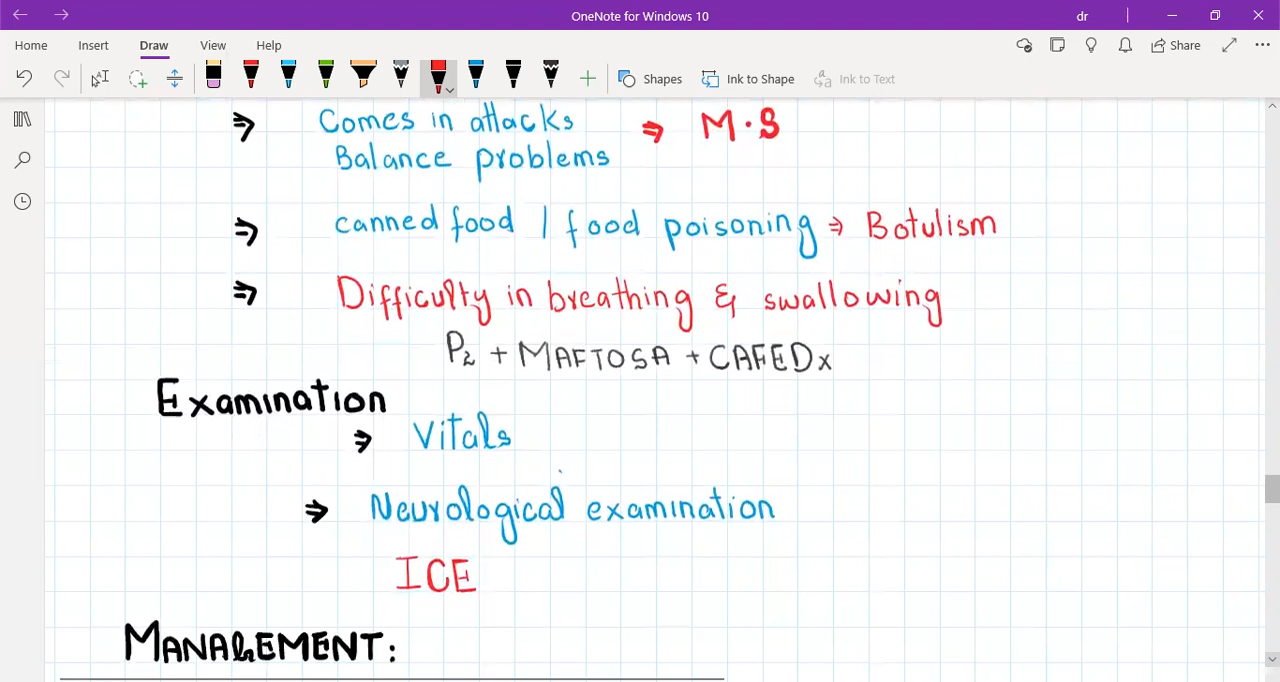 OneNote for Windows 10
dr
Home Insert Draw View Help
Share
Shapes Ink to Shape Ink to Text
⇒ Comes in attacks ⇒ M.S
Balance problems
⇒ canned food / food poisoning ⇒ Botulism
⇒ Difficulty in breathing & swallowing
P2 + MAFTOSA + CAFEDx
Examination
⇒ Vitals
⇒ Neurological examination
ICE
MANAGEMENT: